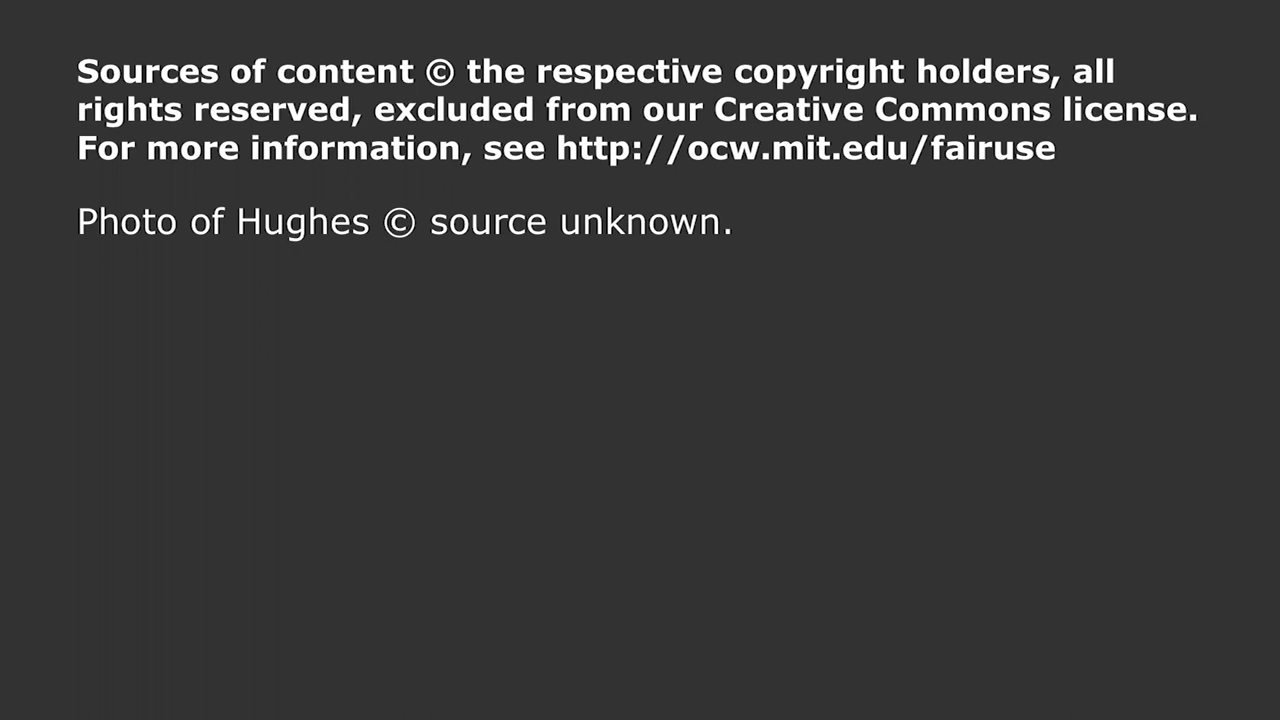 Sources of content © the respective copyright holders, all
rights reserved, excluded from our Creative Commons license.
For more information, see http://ocw.mit.edu/fairuse
Photo of Hughes © source unknown.